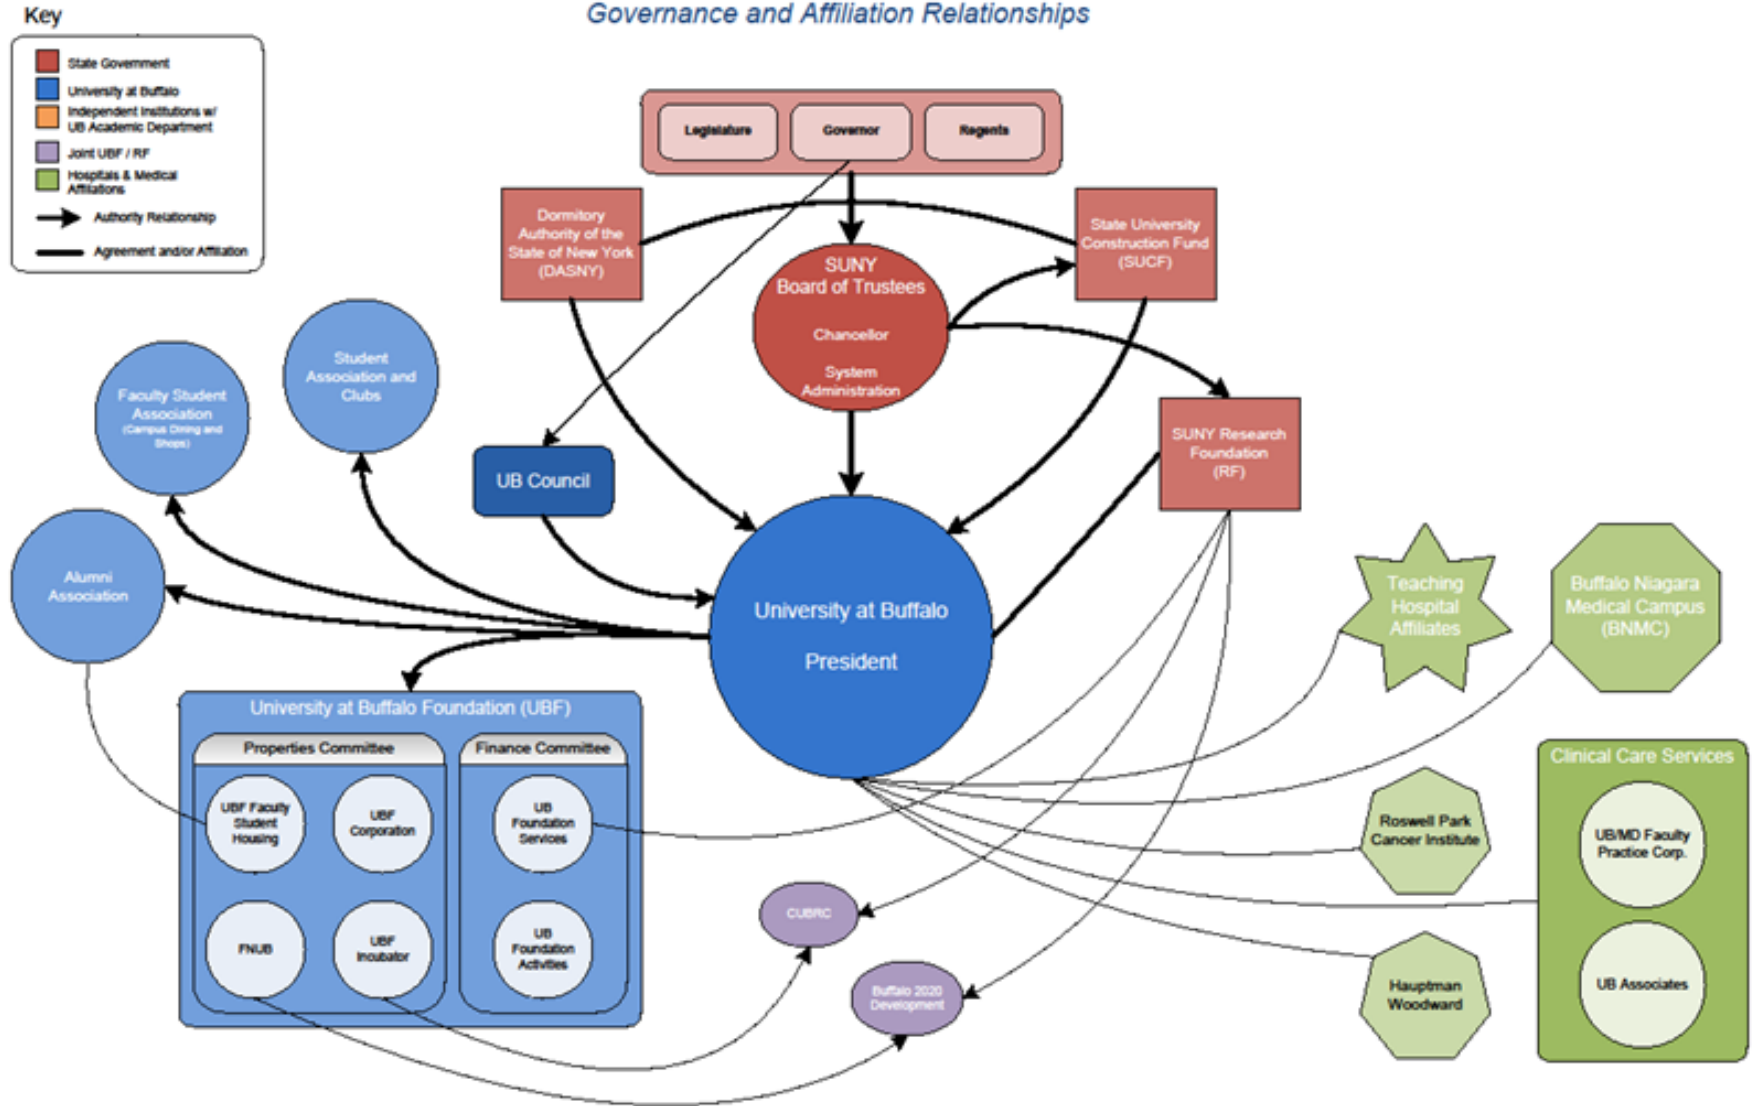 Governance and Affiliation Relationships
Key
State Government
University at Buffalo
Independent Institutions w/
UB Academic Department
Joint UBF / RF
Hospitals & Medical
Affiliations
Authority Relationship
Agreement and/or Affiliation
Legislature
Governor
Regents
Dormitory
Authority of the
State of New York
(DASNY)
State University
Construction Fund
(SUCF)
SUNY
Board of Trustees
Chancellor
System
Administration
Student
Association and
Clubs
Faculty Student
Association
(Campus Dining and
Shops)
SUNY Research
Foundation
(RF)
UB Council
Alumni
Association
University at Buffalo
President
Teaching
Hospital
Affiliates
Buffalo Niagara
Medical Campus
(BNMC)
University at Buffalo Foundation (UBF)
Properties Committee
Finance Committee
UBF Faculty
Student
Housing
UBF
Corporation
UB
Foundation
Services
FNUB
UBF
Incubator
UB
Foundation
Activities
CUBRC
Buffalo 2020
Development
Roswell Park
Cancer Institute
Hauptman
Woodward
Clinical Care Services
UB/MD Faculty
Practice Corp.
UB Associates